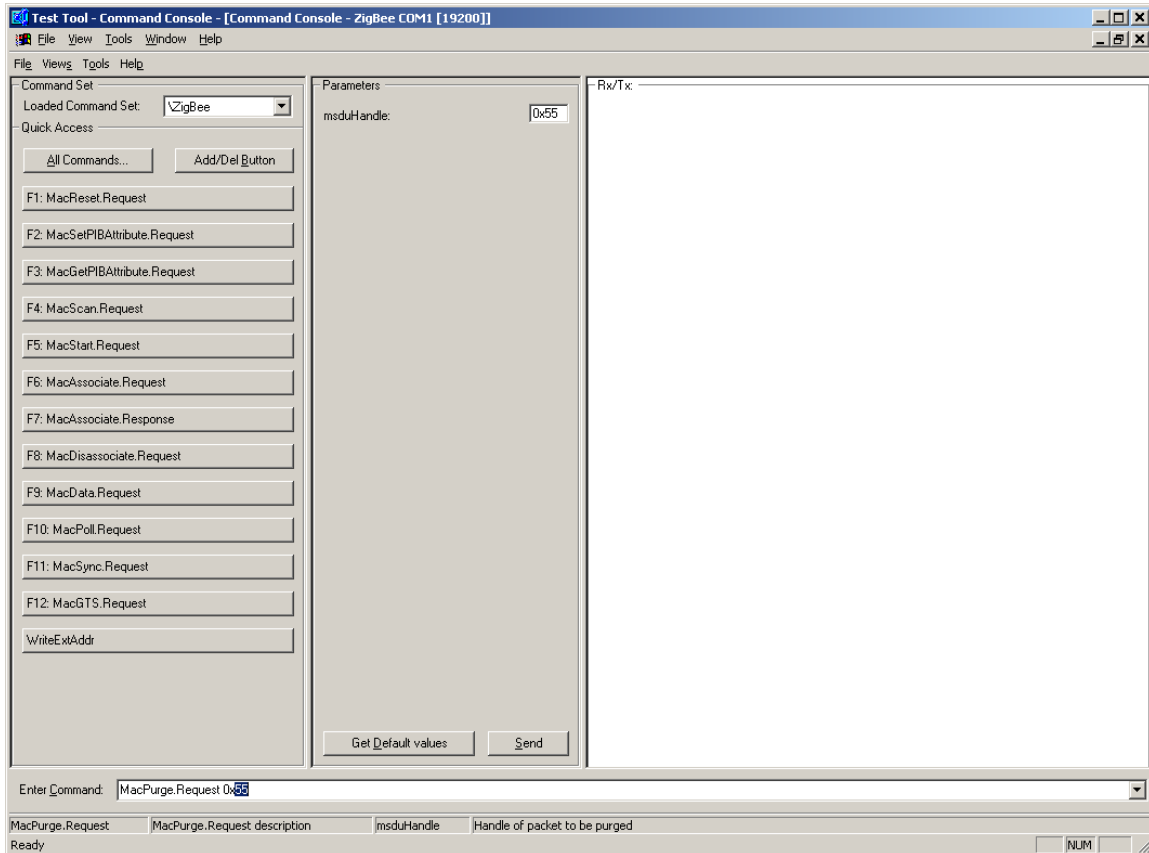 Test Tool - Command Console - [Command Console - ZigBee COM1 [19200]]
File View Tools Window Help
File Views Tools Help
Command Set
Loaded Command Set: \ZigBee
Quick Access
All Commands... Add/Del Button
F1: MacReset.Request
F2: MacSetPIBAttribute.Request
F3: MacGetPIBAttribute.Request
F4: MacScan.Request
F5: MacStart.Request
F6: MacAssociate.Request
F7: MacAssociate.Response
F8: MacDisassociate.Request
F9: MacData.Request
F10: MacPoll.Request
F11: MacSync.Request
F12: MacGTS.Request
WriteExtAddr
Parameters
msduHandle: 0x55
Get Default values Send
Rx/Tx:
Enter Command: MacPurge.Request 0x55
MacPurge.Request MacPurge.Request description msduHandle Handle of packet to be purged
Ready NUM